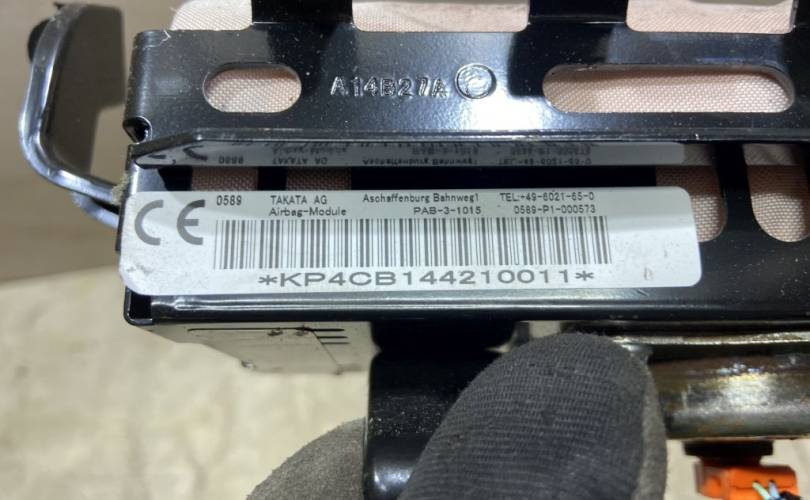 A14B27A
CE 0589 TAKATA AG Aschaffenburg Bahnweg1 TEL:+49-6021-65-0
Airbag-Module PAB-3-1015 0589-P1-000573
*KP4CB144210011*